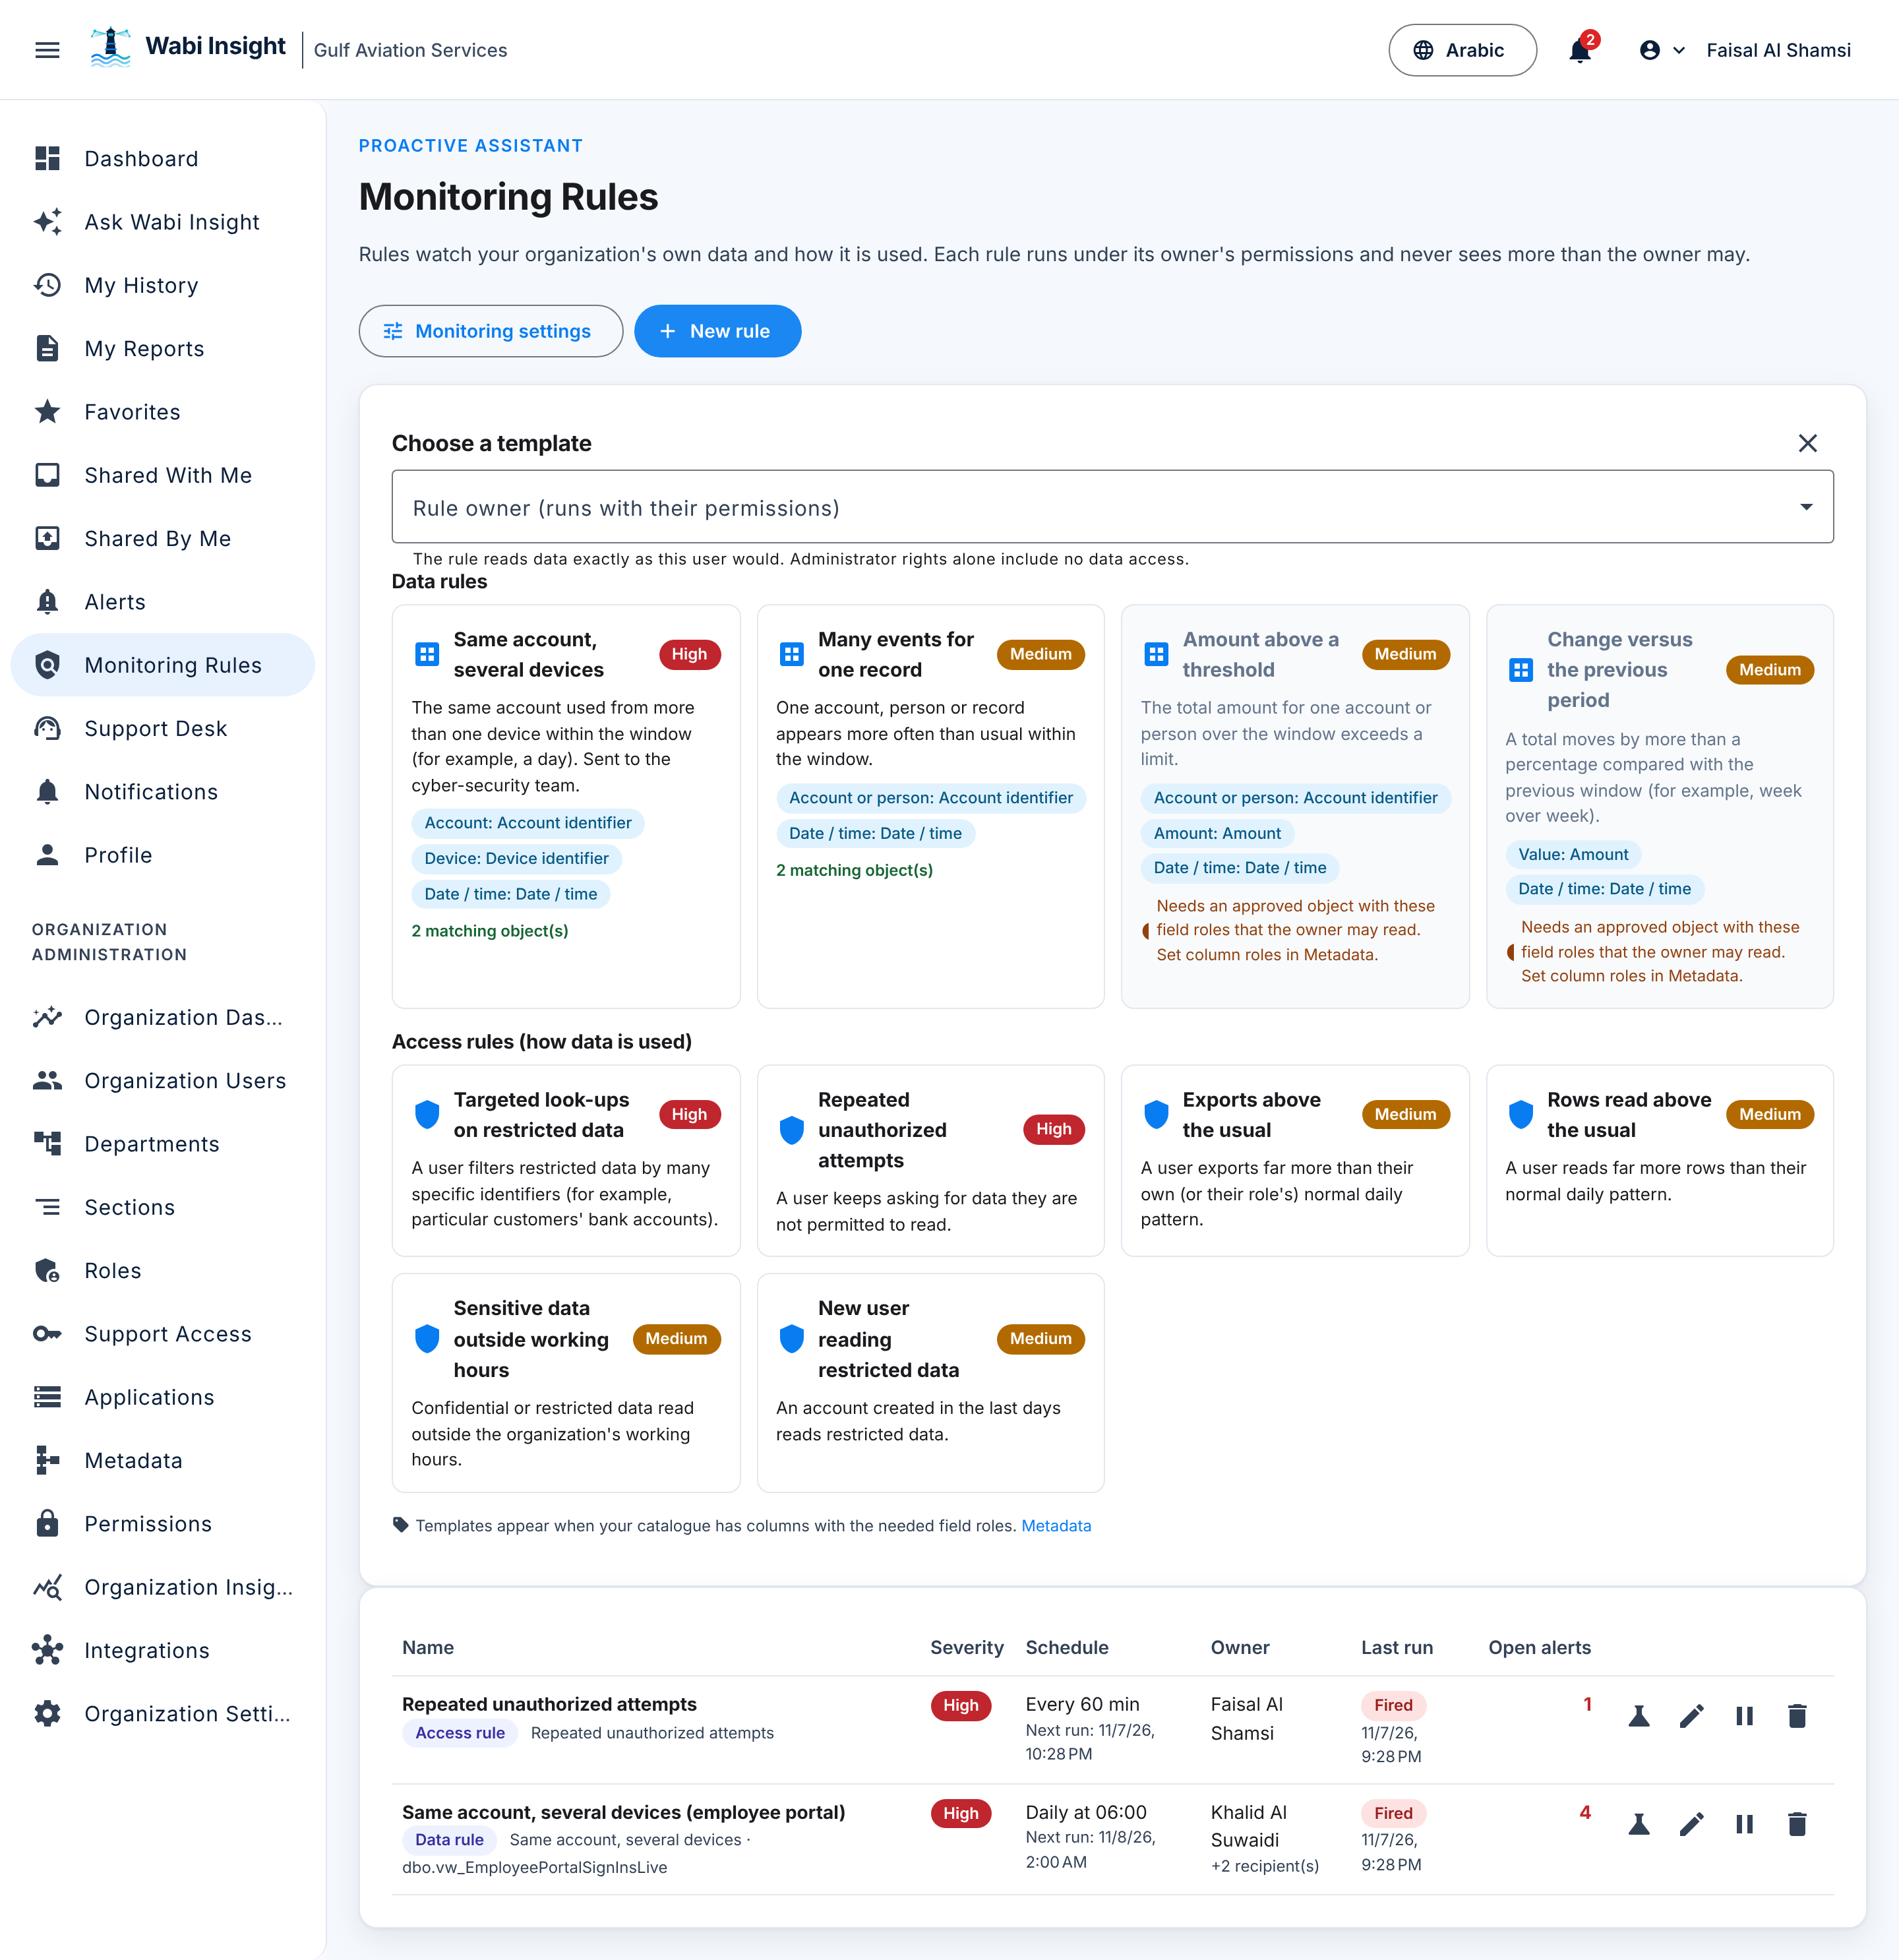 Wabi Insight
Gulf Aviation Services
Arabic
2
Faisal Al Shamsi
Dashboard
Ask Wabi Insight
My History
My Reports
Favorites
Shared With Me
Shared By Me
Alerts
Monitoring Rules
Support Desk
Notifications
Profile
ORGANIZATION
ADMINISTRATION
Organization Das...
Organization Users
Departments
Sections
Roles
Support Access
Applications
Metadata
Permissions
Organization Insig...
Integrations
Organization Setti...
PROACTIVE ASSISTANT
Monitoring Rules
Rules watch your organization's own data and how it is used. Each rule runs under its owner's permissions and never sees more than the owner may.
Monitoring settings
New rule
Choose a template
Rule owner (runs with their permissions)
The rule reads data exactly as this user would. Administrator rights alone include no data access.
Data rules
Same account,
several devices
High
The same account used from more
than one device within the window
(for example, a day). Sent to the
cyber-security team.
Account: Account identifier
Device: Device identifier
Date / time: Date / time
2 matching object(s)
Many events for
one record
Medium
One account, person or record
appears more often than usual within
the window.
Account or person: Account identifier
Date / time: Date / time
2 matching object(s)
Amount above a
threshold
Medium
The total amount for one account or
person over the window exceeds a
limit.
Account or person: Account identifier
Amount: Amount
Date / time: Date / time
Needs an approved object with these
field roles that the owner may read.
Set column roles in Metadata.
Change versus
the previous
period
Medium
A total moves by more than a
percentage compared with the
previous window (for example, week
over week).
Value: Amount
Date / time: Date / time
Needs an approved object with these
field roles that the owner may read.
Set column roles in Metadata.
Access rules (how data is used)
Targeted look-ups
on restricted data
High
A user filters restricted data by many
specific identifiers (for example,
particular customers' bank accounts).
Repeated
unauthorized
attempts
High
A user keeps asking for data they are
not permitted to read.
Exports above
the usual
Medium
A user exports far more than their
own (or their role's) normal daily
pattern.
Rows read above
the usual
Medium
A user reads far more rows than their
normal daily pattern.
Sensitive data
outside working
hours
Medium
Confidential or restricted data read
outside the organization's working
hours.
New user
reading
restricted data
Medium
An account created in the last days
reads restricted data.
Templates appear when your catalogue has columns with the needed field roles. Metadata
Name Severity Schedule Owner Last run Open alerts
Repeated unauthorized attempts
Access rule Repeated unauthorized attempts
High
Every 60 min
Next run: 11/7/26,
10:28 PM
Faisal Al
Shamsi
Fired
11/7/26,
9:28 PM
1
Same account, several devices (employee portal)
Data rule Same account, several devices ·
dbo.vw_EmployeePortalSignInsLive
High
Daily at 06:00
Next run: 11/8/26,
2:00 AM
Khalid Al
Suwaidi
+2 recipient(s)
Fired
11/7/26,
9:28 PM
4